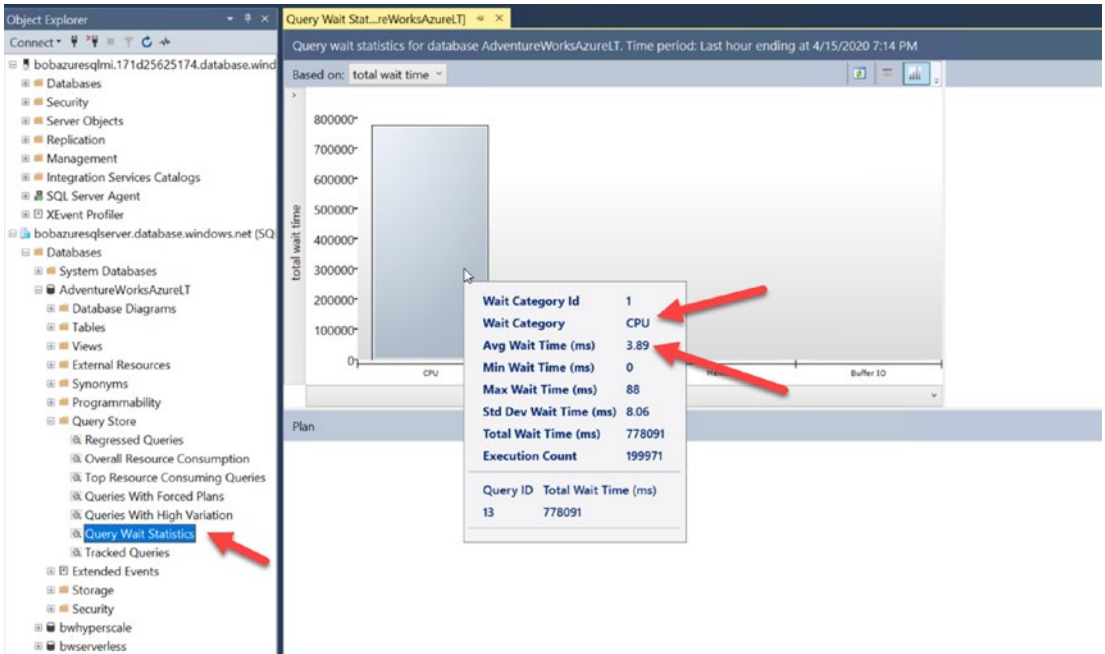 Object Explorer
Connect
bobazuresqlmi.171d25625174.database.wind
Databases
Security
Server Objects
Replication
Management
Integration Services Catalogs
SQL Server Agent
XEvent Profiler
bobazuresqlserver.database.windows.net (SQ
Databases
System Databases
AdventureWorksAzureLT
Database Diagrams
Tables
Views
External Resources
Synonyms
Programmability
Query Store
Regressed Queries
Overall Resource Consumption
Top Resource Consuming Queries
Queries With Forced Plans
Queries With High Variation
Query Wait Statistics
Tracked Queries
Extended Events
Storage
Security
bwhyperscale
bwserverless
Query Wait Stat...reWorksAzureLT]
Query wait statistics for database AdventureWorksAzureLT. Time period: Last hour ending at 4/15/2020 7:14 PM
Based on: total wait time
total wait time
800000
700000
600000
500000
400000
300000
200000
100000
0
CPU
Buffer IO
Wait Category Id 1
Wait Category CPU
Avg Wait Time (ms) 3.89
Min Wait Time (ms) 0
Max Wait Time (ms) 88
Std Dev Wait Time (ms) 8.06
Total Wait Time (ms) 778091
Execution Count 199971
Query ID Total Wait Time (ms)
13 778091
Plan